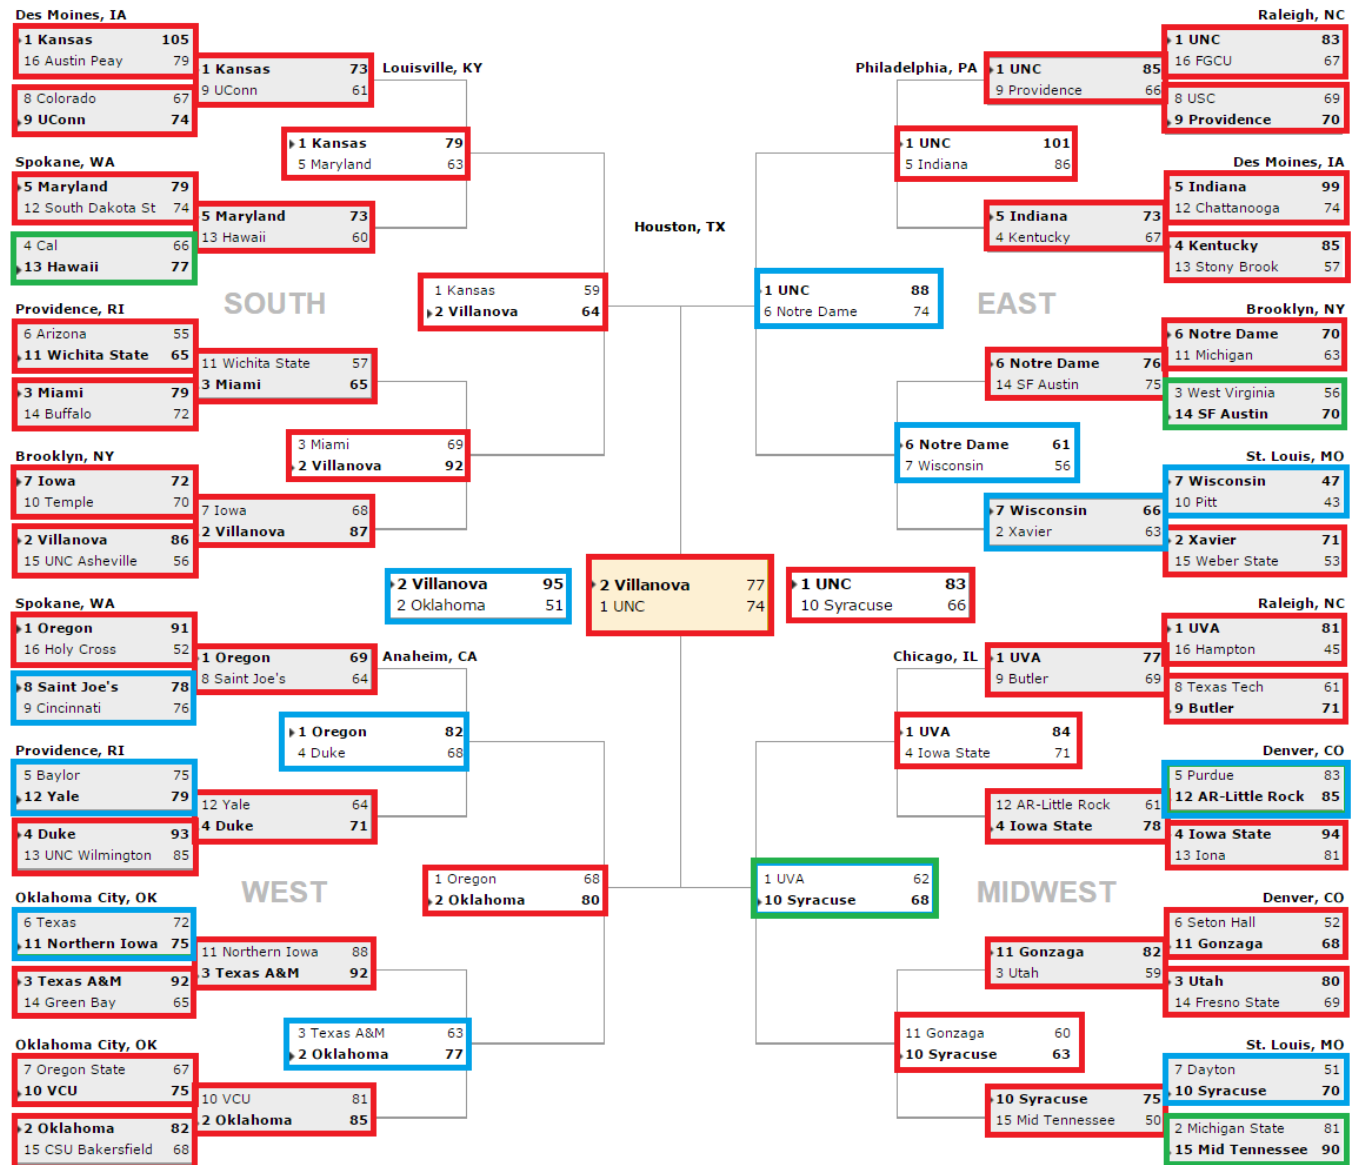 Des Moines, IA
1 Kansas 105
16 Austin Peay 79
8 Colorado 67
9 UConn 74
Spokane, WA
5 Maryland 79
12 South Dakota St 74
4 Cal 66
13 Hawaii 77
Providence, RI
6 Arizona 55
11 Wichita State 65
3 Miami 79
14 Buffalo 72
Brooklyn, NY
7 Iowa 72
10 Temple 70
2 Villanova 86
15 UNC Asheville 56
1 Kansas 73
9 UConn 61
5 Maryland 73
13 Hawaii 60
11 Wichita State 57
3 Miami 65
7 Iowa 68
2 Villanova 87
Louisville, KY
1 Kansas 79
5 Maryland 63
3 Miami 69
2 Villanova 92
SOUTH
1 Kansas 59
2 Villanova 64
Spokane, WA
1 Oregon 91
16 Holy Cross 52
8 Saint Joe's 78
9 Cincinnati 76
Providence, RI
5 Baylor 75
12 Yale 79
4 Duke 93
13 UNC Wilmington 85
Oklahoma City, OK
6 Texas 72
11 Northern Iowa 75
3 Texas A&M 92
14 Green Bay 65
Oklahoma City, OK
7 Oregon State 67
10 VCU 75
2 Oklahoma 82
15 CSU Bakersfield 68
1 Oregon 69
8 Saint Joe's 64
12 Yale 64
4 Duke 71
11 Northern Iowa 88
3 Texas A&M 92
10 VCU 81
2 Oklahoma 85
Anaheim, CA
1 Oregon 82
4 Duke 68
3 Texas A&M 63
2 Oklahoma 77
WEST
1 Oregon 68
2 Oklahoma 80
Houston, TX
2 Villanova 95
2 Oklahoma 51
2 Villanova 77
1 UNC 74
1 UNC 83
10 Syracuse 66
Philadelphia, PA
1 UNC 101
5 Indiana 86
6 Notre Dame 61
7 Wisconsin 56
EAST
1 UNC 88
6 Notre Dame 74
1 UNC 85
9 Providence 66
5 Indiana 73
4 Kentucky 67
6 Notre Dame 76
14 SF Austin 75
7 Wisconsin 66
2 Xavier 63
Raleigh, NC
1 UNC 83
16 FGCU 67
8 USC 69
9 Providence 70
Des Moines, IA
5 Indiana 99
12 Chattanooga 74
4 Kentucky 85
13 Stony Brook 57
Brooklyn, NY
6 Notre Dame 70
11 Michigan 63
3 West Virginia 56
14 SF Austin 70
St. Louis, MO
7 Wisconsin 47
10 Pitt 43
2 Xavier 71
15 Weber State 53
Chicago, IL
1 UVA 84
4 Iowa State 71
11 Gonzaga 60
10 Syracuse 63
MIDWEST
1 UVA 62
10 Syracuse 68
1 UVA 77
9 Butler 69
12 AR-Little Rock 61
4 Iowa State 78
11 Gonzaga 82
3 Utah 59
10 Syracuse 75
15 Mid Tennessee 50
Raleigh, NC
1 UVA 81
16 Hampton 45
8 Texas Tech 61
9 Butler 71
Denver, CO
5 Purdue 83
12 AR-Little Rock 85
4 Iowa State 94
13 Iona 81
Denver, CO
6 Seton Hall 52
11 Gonzaga 68
3 Utah 80
14 Fresno State 69
St. Louis, MO
7 Dayton 51
10 Syracuse 70
2 Michigan State 81
15 Mid Tennessee 90